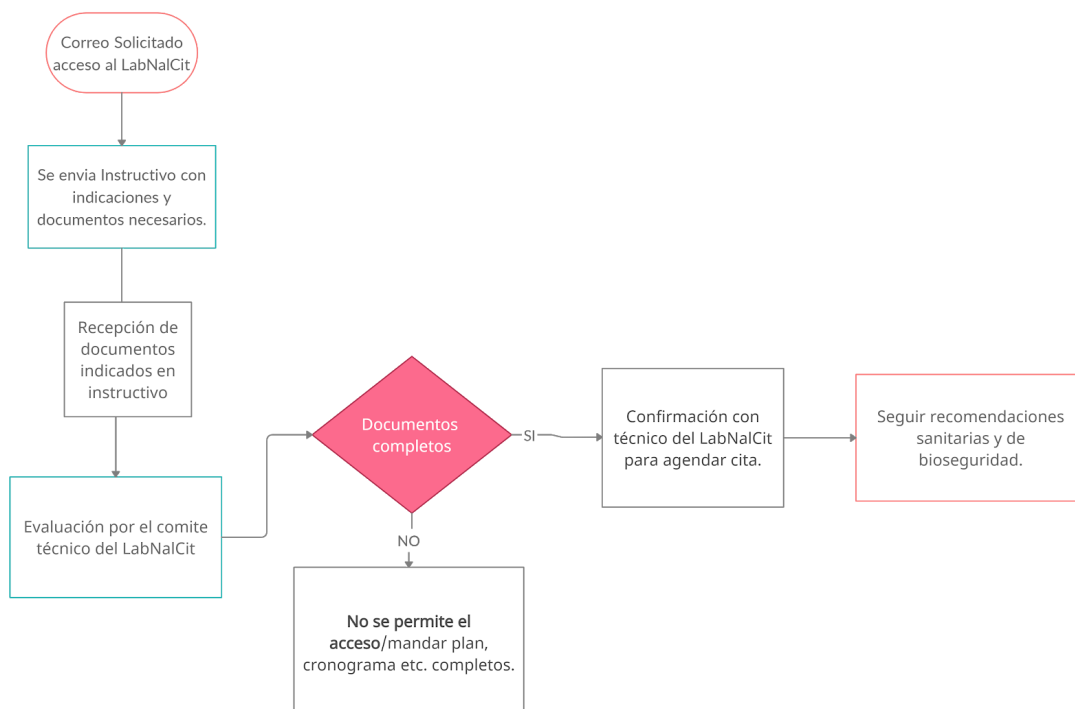 Correo Solicitado
acceso al LabNalCit
Se envia Instructivo con
indicaciones y
documentos necesarios.
Recepción de
documentos
indicados en
instructivo
Evaluación por el comite
técnico del LabNalCit
Documentos
completos
SI
NO
Confirmación con
técnico del LabNalCit
para agendar cita.
Seguir recomendaciones
sanitarias y de
bioseguridad.
No se permite el
acceso/mandar plan,
cronograma etc. completos.